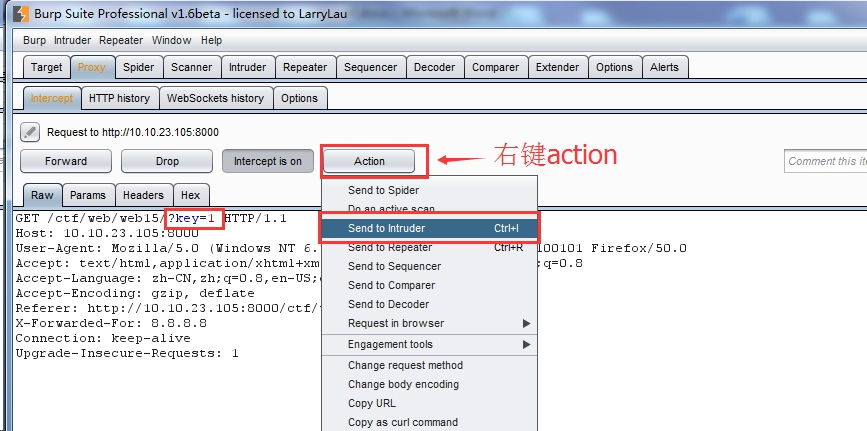 Burp Suite Professional v1.6beta - licensed to LarryLau
Burp Intruder Repeater Window Help
Target Proxy Spider Scanner Intruder Repeater Sequencer Decoder Comparer Extender Options Alerts
Intercept HTTP history WebSockets history Options
Request to http://10.10.23.105:8000
Forward Drop Intercept is on Action
右键action
Comment this ite
Raw Params Headers Hex
GET /ctf/web/web15/?key=1 HTTP/1.1
Host: 10.10.23.105:8000
User-Agent: Mozilla/5.0 (Windows NT 6. 100101 Firefox/50.0
Accept: text/html,application/xhtml+xm ;q=0.8
Accept-Language: zh-CN,zh;q=0.8,en-US;
Accept-Encoding: gzip, deflate
Referer: http://10.10.23.105:8000/ctf/
X-Forwarded-For: 8.8.8.8
Connection: keep-alive
Upgrade-Insecure-Requests: 1
Send to Spider
Do an active scan
Send to Intruder Ctrl+I
Send to Repeater Ctrl+R
Send to Sequencer
Send to Comparer
Send to Decoder
Request in browser
Engagement tools
Change request method
Change body encoding
Copy URL
Copy as curl command